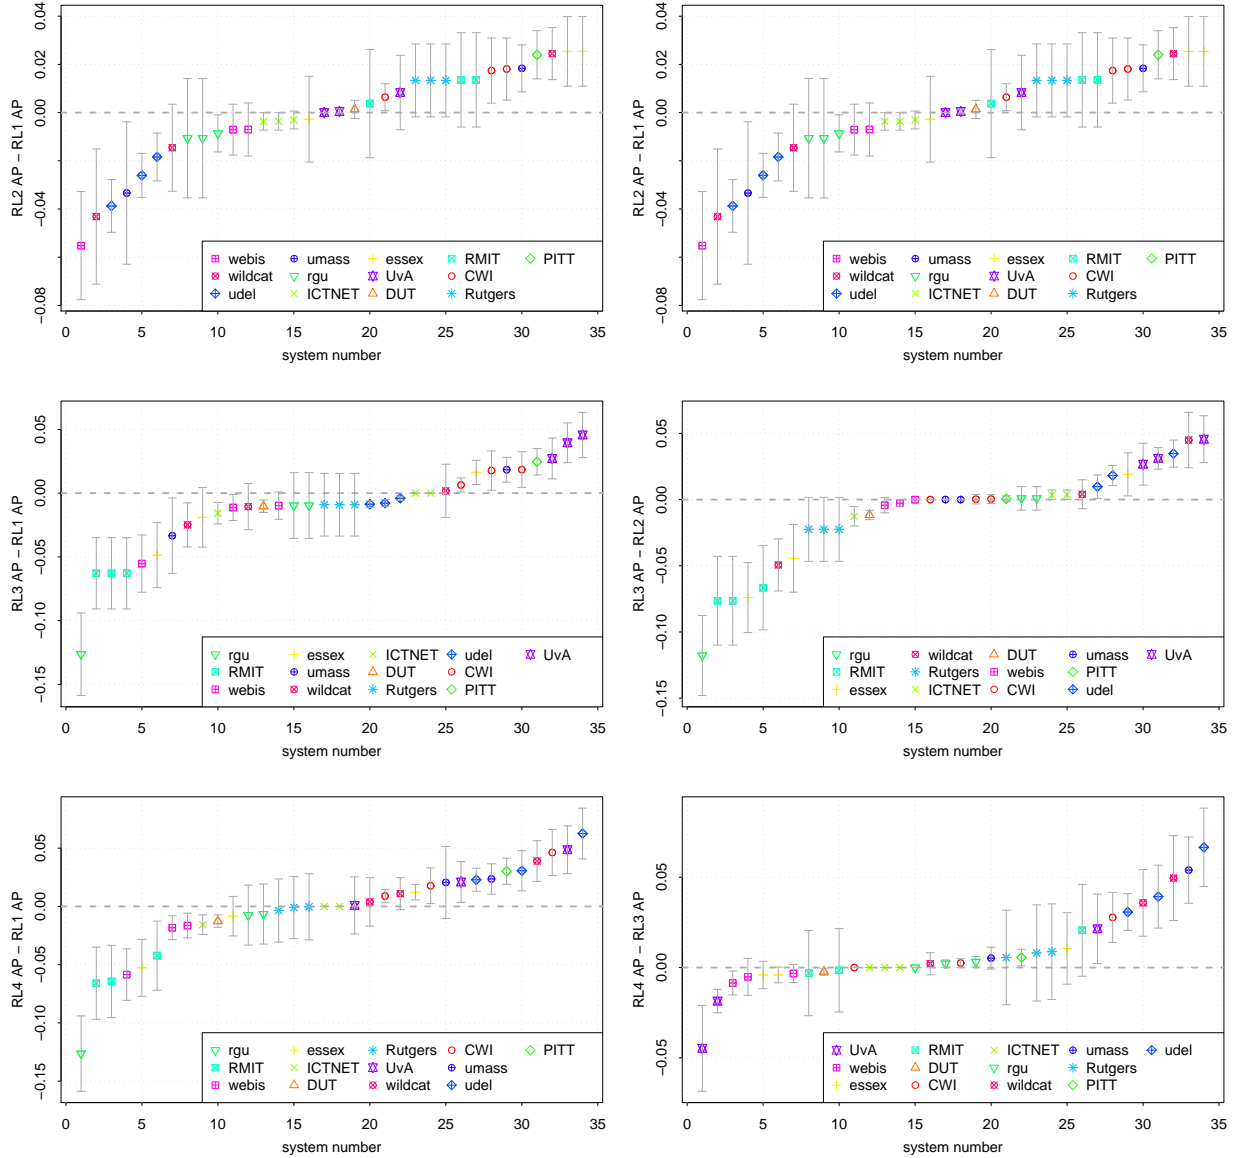 RL2 AP − RL1 AP
0.04
0.02
0.00
−0.04
−0.08
webis umass essex RMIT PITT
wildcat rgu UvA CWI
udel ICTNET DUT Rutgers
0 5 10 15 20 25 30 35
system number
RL2 AP − RL1 AP
0.04
0.02
0.00
−0.04
−0.08
webis umass essex RMIT PITT
wildcat rgu UvA CWI
udel ICTNET DUT Rutgers
0 5 10 15 20 25 30 35
system number
RL3 AP − RL1 AP
0.05
0.00
−0.05
−0.10
−0.15
rgu essex ICTNET udel UvA
RMIT umass DUT CWI
webis wildcat Rutgers PITT
0 5 10 15 20 25 30 35
system number
RL3 AP − RL2 AP
0.05
0.00
−0.05
−0.10
−0.15
rgu wildcat DUT umass UvA
RMIT Rutgers webis PITT
essex ICTNET CWI udel
0 5 10 15 20 25 30 35
system number
RL4 AP − RL1 AP
0.05
0.00
−0.05
−0.10
−0.15
rgu essex Rutgers CWI PITT
RMIT ICTNET UvA umass
webis DUT wildcat udel
0 5 10 15 20 25 30 35
system number
RL4 AP − RL3 AP
0.05
0.00
−0.05
UvA RMIT ICTNET umass udel
webis DUT rgu Rutgers
essex CWI wildcat PITT
0 5 10 15 20 25 30 35
system number